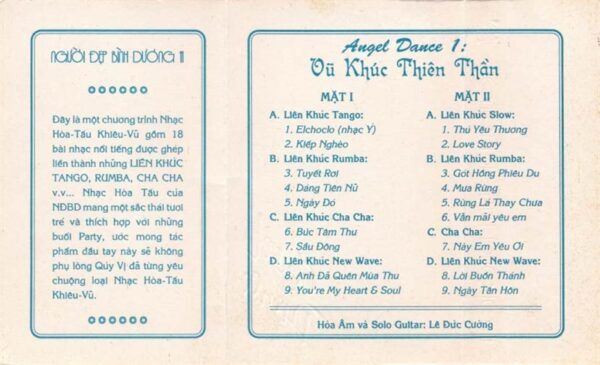 NGƯỜI ĐẸP BÌNH DƯƠNG 11
Đây là một chương trình Nhạc
Hòa-Tấu Khiêu-Vũ gồm 18
bài nhạc nổi tiếng được ghép
liền thành những LIÊN KHÚC
TANGO, RUMBA, CHA CHA
v.v... Nhạc Hòa Tấu của
NĐBD mang một sắc thái tươi
trẻ và thích hợp với những
buổi Party, ước mong tác
phẩm đầu tay này sẽ không
phụ lòng Qúy Vị đã từng yêu
chuộng loại Nhạc Hòa-Tấu
Khiêu-Vũ.
Angel Dance 1:
Vũ Khúc Thiên Thần
MẶT I
A. Liên Khúc Tango:
1. Elchoclo (nhạc Ý)
2. Kiếp Nghèo
B. Liên Khúc Rumba:
3. Tuyết Rơi
4. Dáng Tiên Nữ
5. Ngày Đó
C. Liên Khúc Cha Cha:
6. Búc Tâm Thu
7. Sầu Đông
D. Liên Khúc New Wave:
8. Anh Đã Quên Mùa Thu
9. You're My Heart & Soul
MẶT II
A. Liên Khúc Slow:
1. Thú Yêu Thương
2. Love Story
B. Liên Khúc Rumba:
3. Gót Hồng Phiêu Du
4. Mưa Rừng
5. Rừng Lá Thay Chưa
6. Vẫn mãi yêu em
C. Cha Cha:
7. Này Em Yêu Ơi
D. Liên Khúc New Wave:
8. Lời Buồn Thánh
9. Ngày Tân Hôn
Hòa Âm và Solo Guitar: Lê Đức Cường